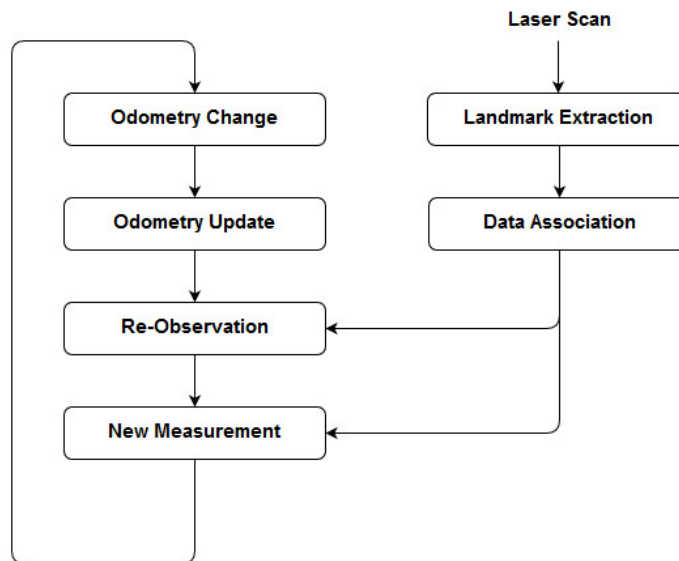 Laser Scan
Odometry Change
Landmark Extraction
Odometry Update
Data Association
Re-Observation
New Measurement